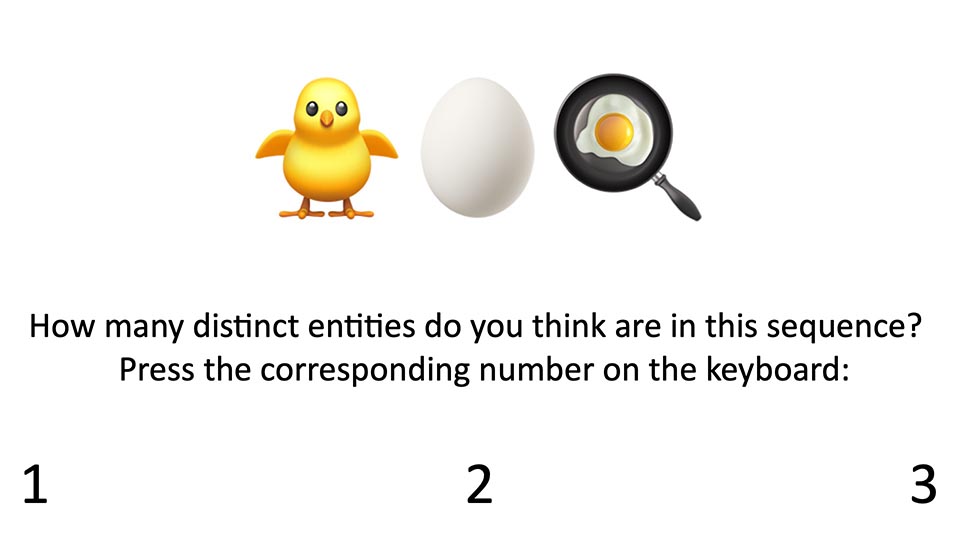 How many distinct entities do you think are in this sequence?
Press the corresponding number on the keyboard:
1 2 3